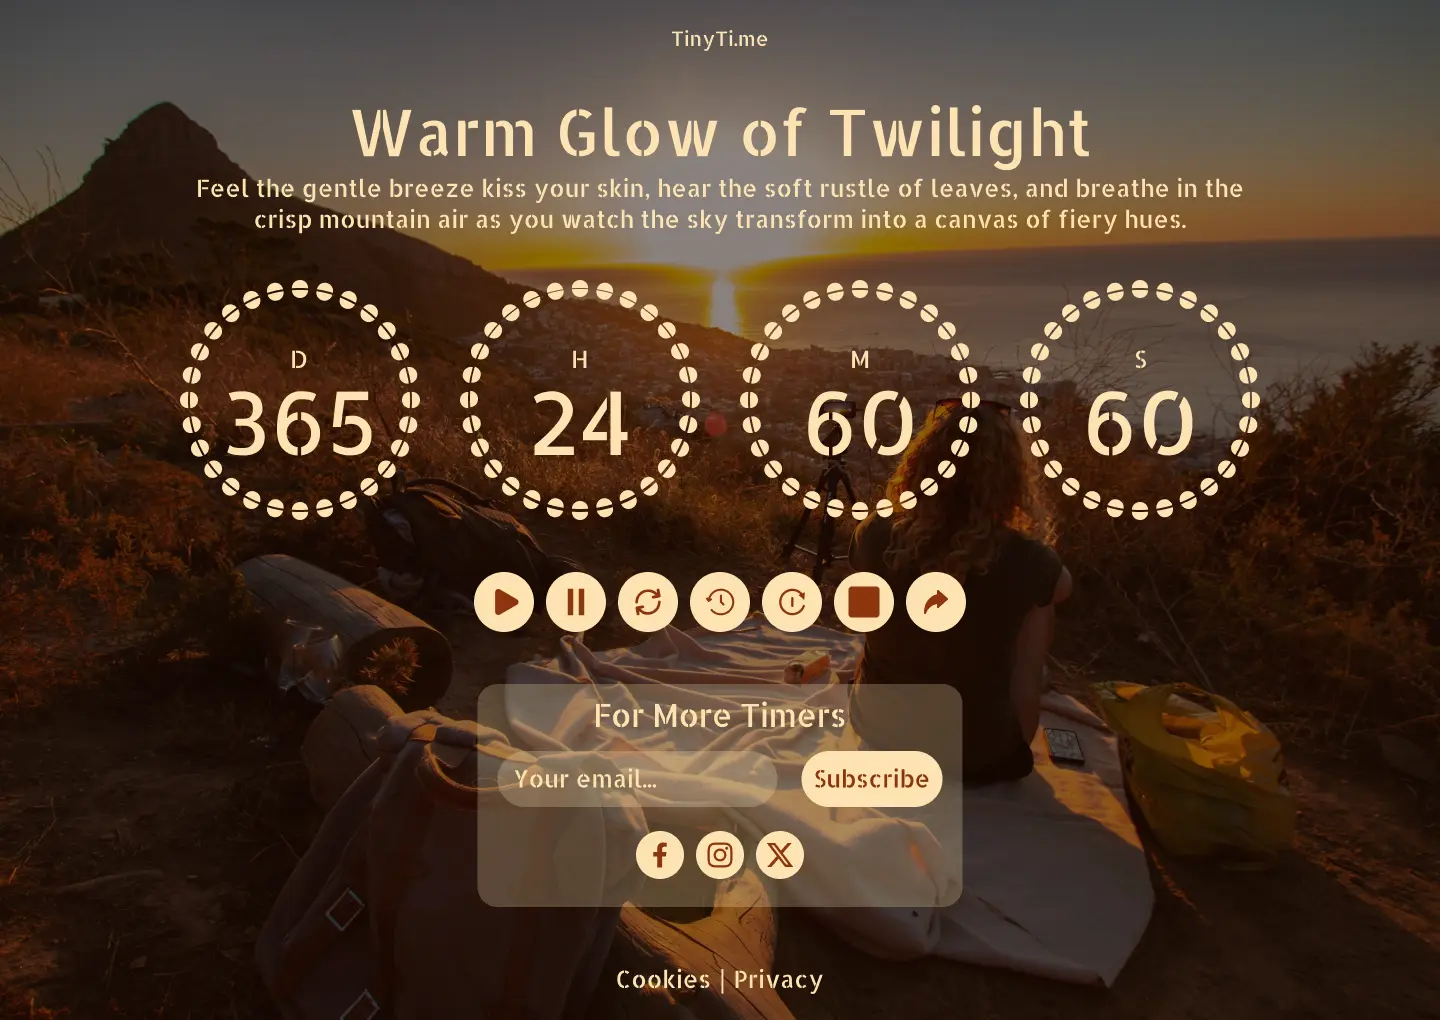 TinyTi.me
Warm Glow of Twilight
Feel the gentle breeze kiss your skin, hear the soft rustle of leaves, and breathe in the
crisp mountain air as you watch the sky transform into a canvas of fiery hues.
D H M S
365 24 60 60
For More Timers
Your email... Subscribe
Cookies | Privacy